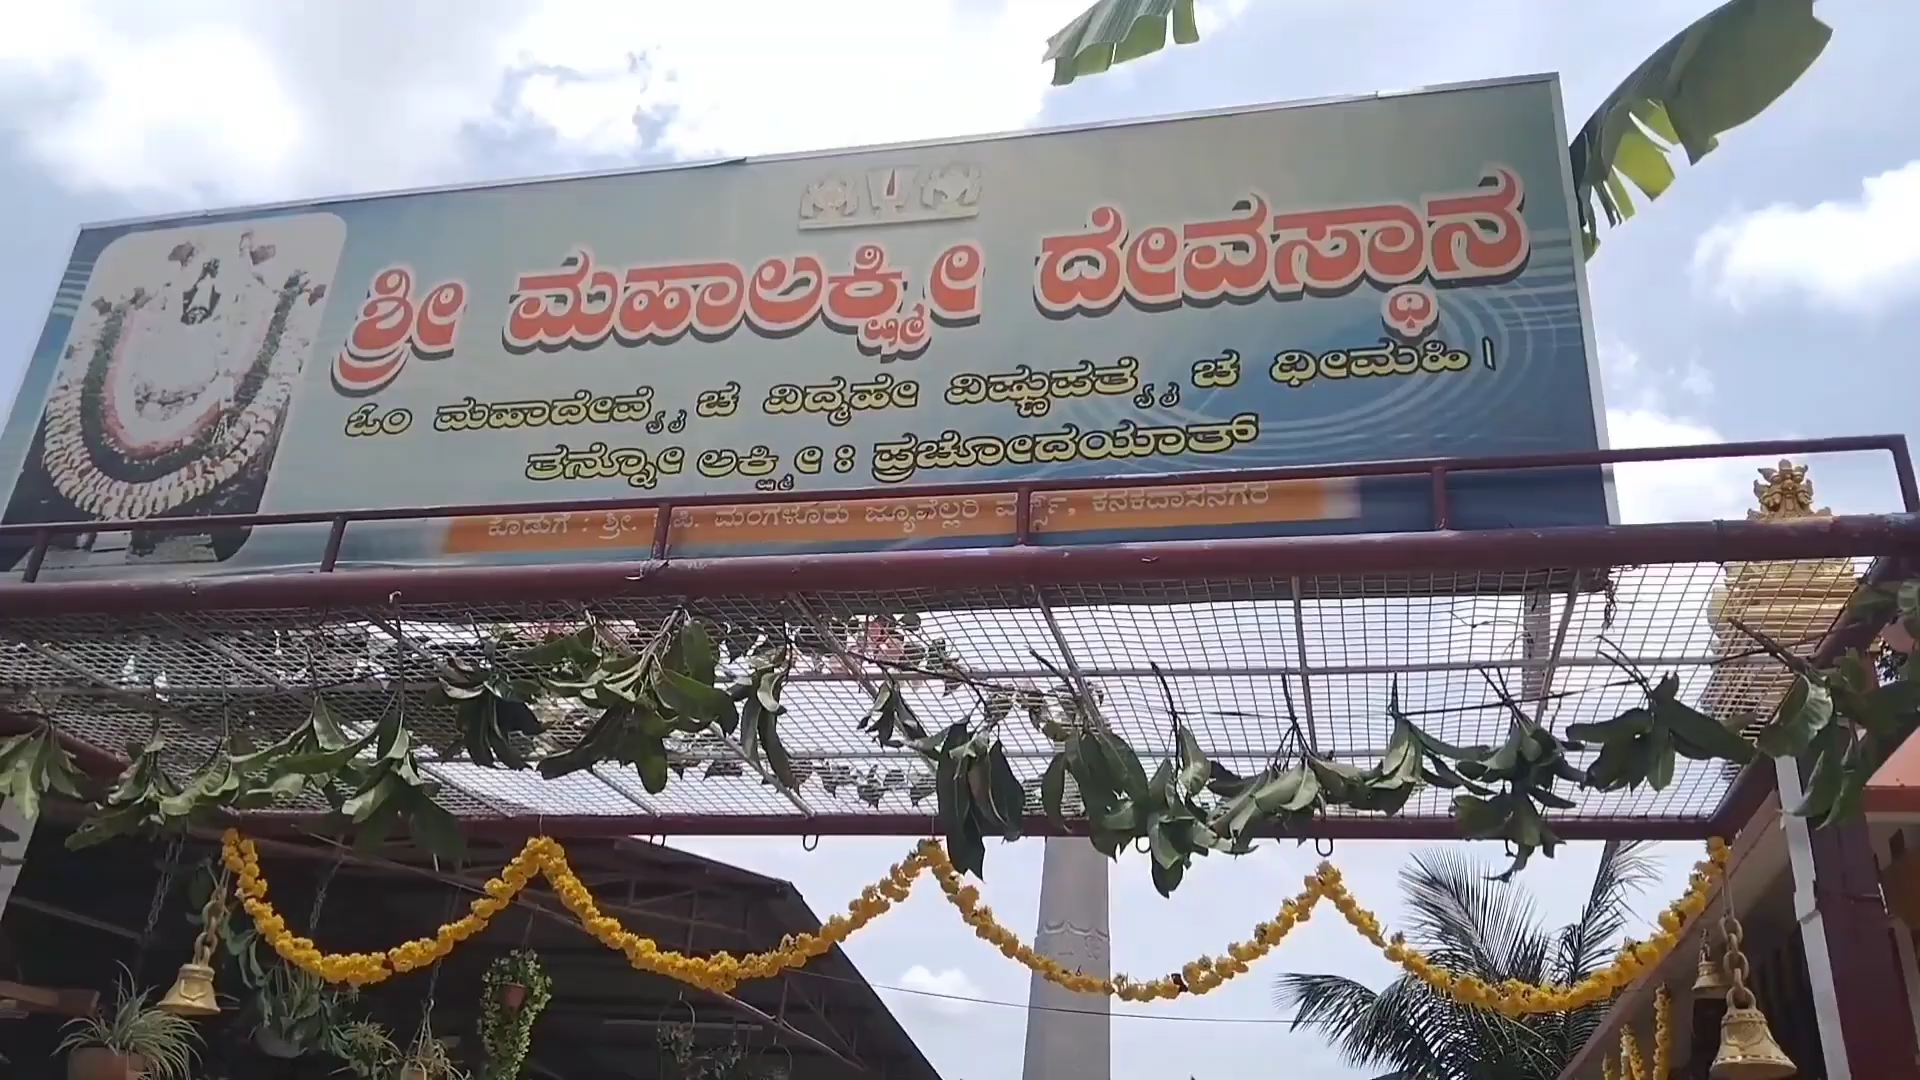 ಶ್ರೀ ಮಹಾಲಕ್ಷ್ಮೀ ದೇವಸ್ಥಾನ
ಓಂ ಮಹಾದೇವ್ಯೈ ಚ ವಿದ್ಮಹೇ ವಿಷ್ಣುಪತ್ನ್ಯೈ ಚ ಧೀಮಹಿ।
ತನ್ನೋ ಲಕ್ಷ್ಮೀಃ ಪ್ರಚೋದಯಾತ್
ಕೊಡುಗೆ : ಶ್ರೀ. ಮಂಗಳೂರು ಜ್ಯೂವೆಲ್ಲರಿ ವರ್ಕ್ಸ್, ಕನಕದಾಸನಗರ